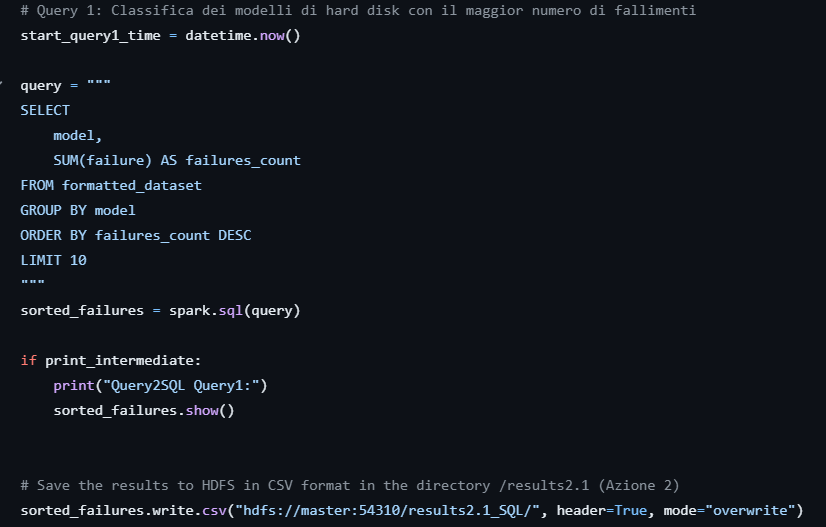 # Query 1: Classifica dei modelli di hard disk con il maggior numero di fallimenti
start_query1_time = datetime.now()
query = """
SELECT
    model,
    SUM(failure) AS failures_count
FROM formatted_dataset
GROUP BY model
ORDER BY failures_count DESC
LIMIT 10
"""
sorted_failures = spark.sql(query)
if print_intermediate:
    print("Query2SQL Query1:")
    sorted_failures.show()
# Save the results to HDFS in CSV format in the directory /results2.1 (Azione 2)
sorted_failures.write.csv("hdfs://master:54310/results2.1_SQL/", header=True, mode="overwrite")